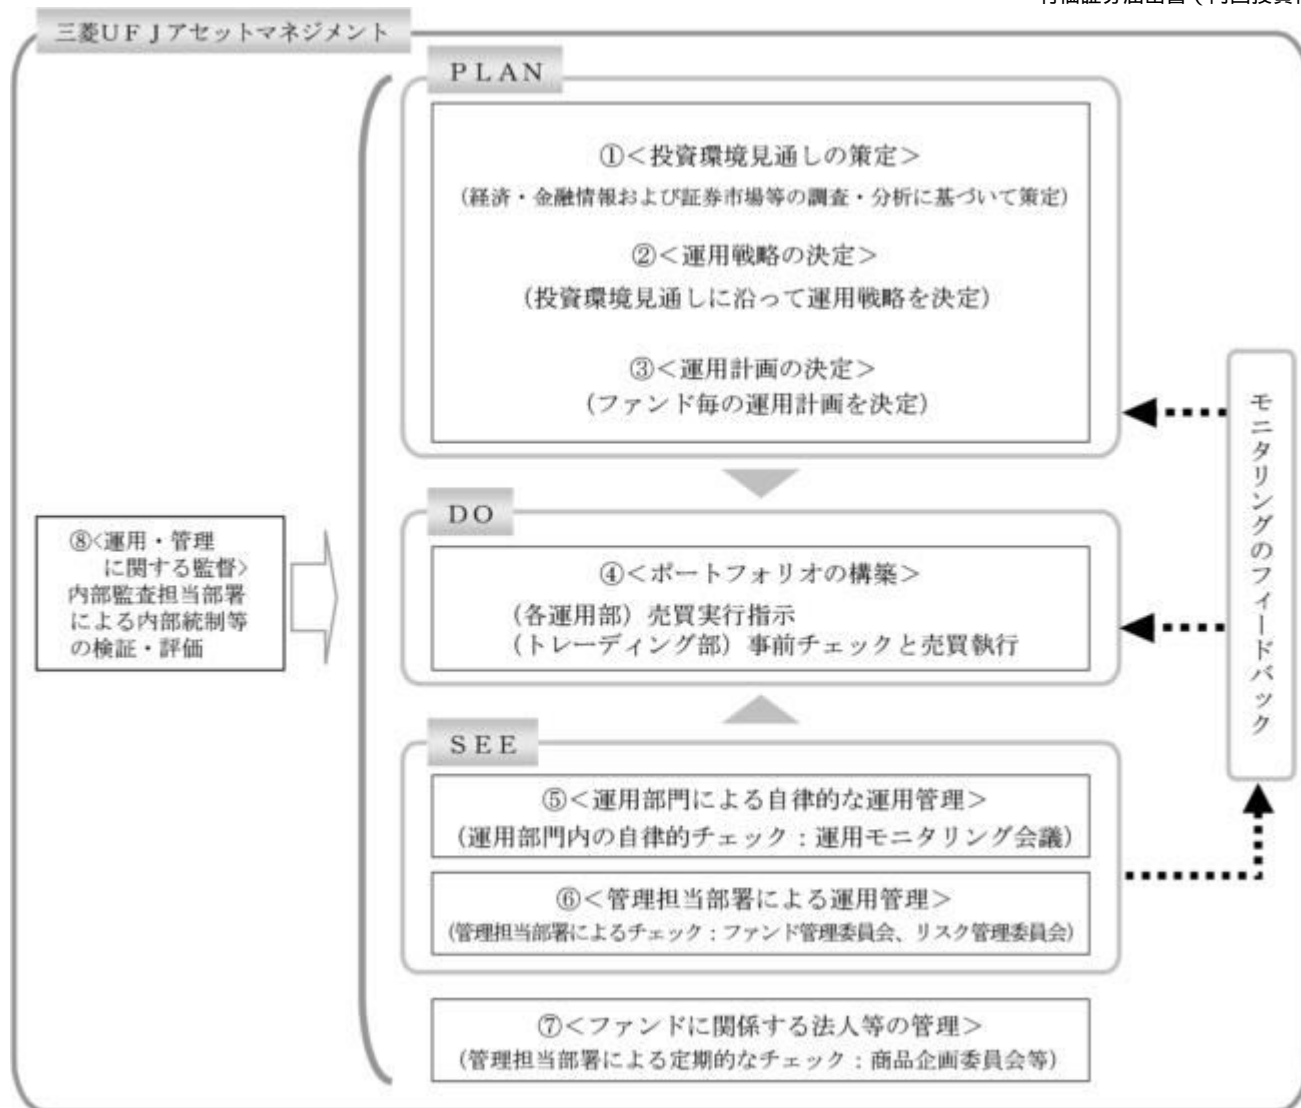 三菱ＵＦＪアセットマネジメント
ＰＬＡＮ
①＜投資環境見通しの策定＞
(経済・金融情報および証券市場等の調査・分析に基づいて策定)
②＜運用戦略の決定＞
(投資環境見通しに沿って運用戦略を決定)
③＜運用計画の決定＞
(ファンド毎の運用計画を決定)
ＤＯ
④＜ポートフォリオの構築＞
(各運用部) 売買実行指示
(トレーディング部) 事前チェックと売買執行
ＳＥＥ
⑤＜運用部門による自律的な運用管理＞
(運用部門内の自律的チェック：運用モニタリング会議)
⑥＜管理担当部署による運用管理＞
(管理担当部署によるチェック：ファンド管理委員会、リスク管理委員会)
⑦＜ファンドに関係する法人等の管理＞
(管理担当部署による定期的なチェック：商品企画委員会等)
⑧<運用・管理
に関する監督>
内部監査担当部署
による内部統制等
の検証・評価
モニタリングのフィードバック